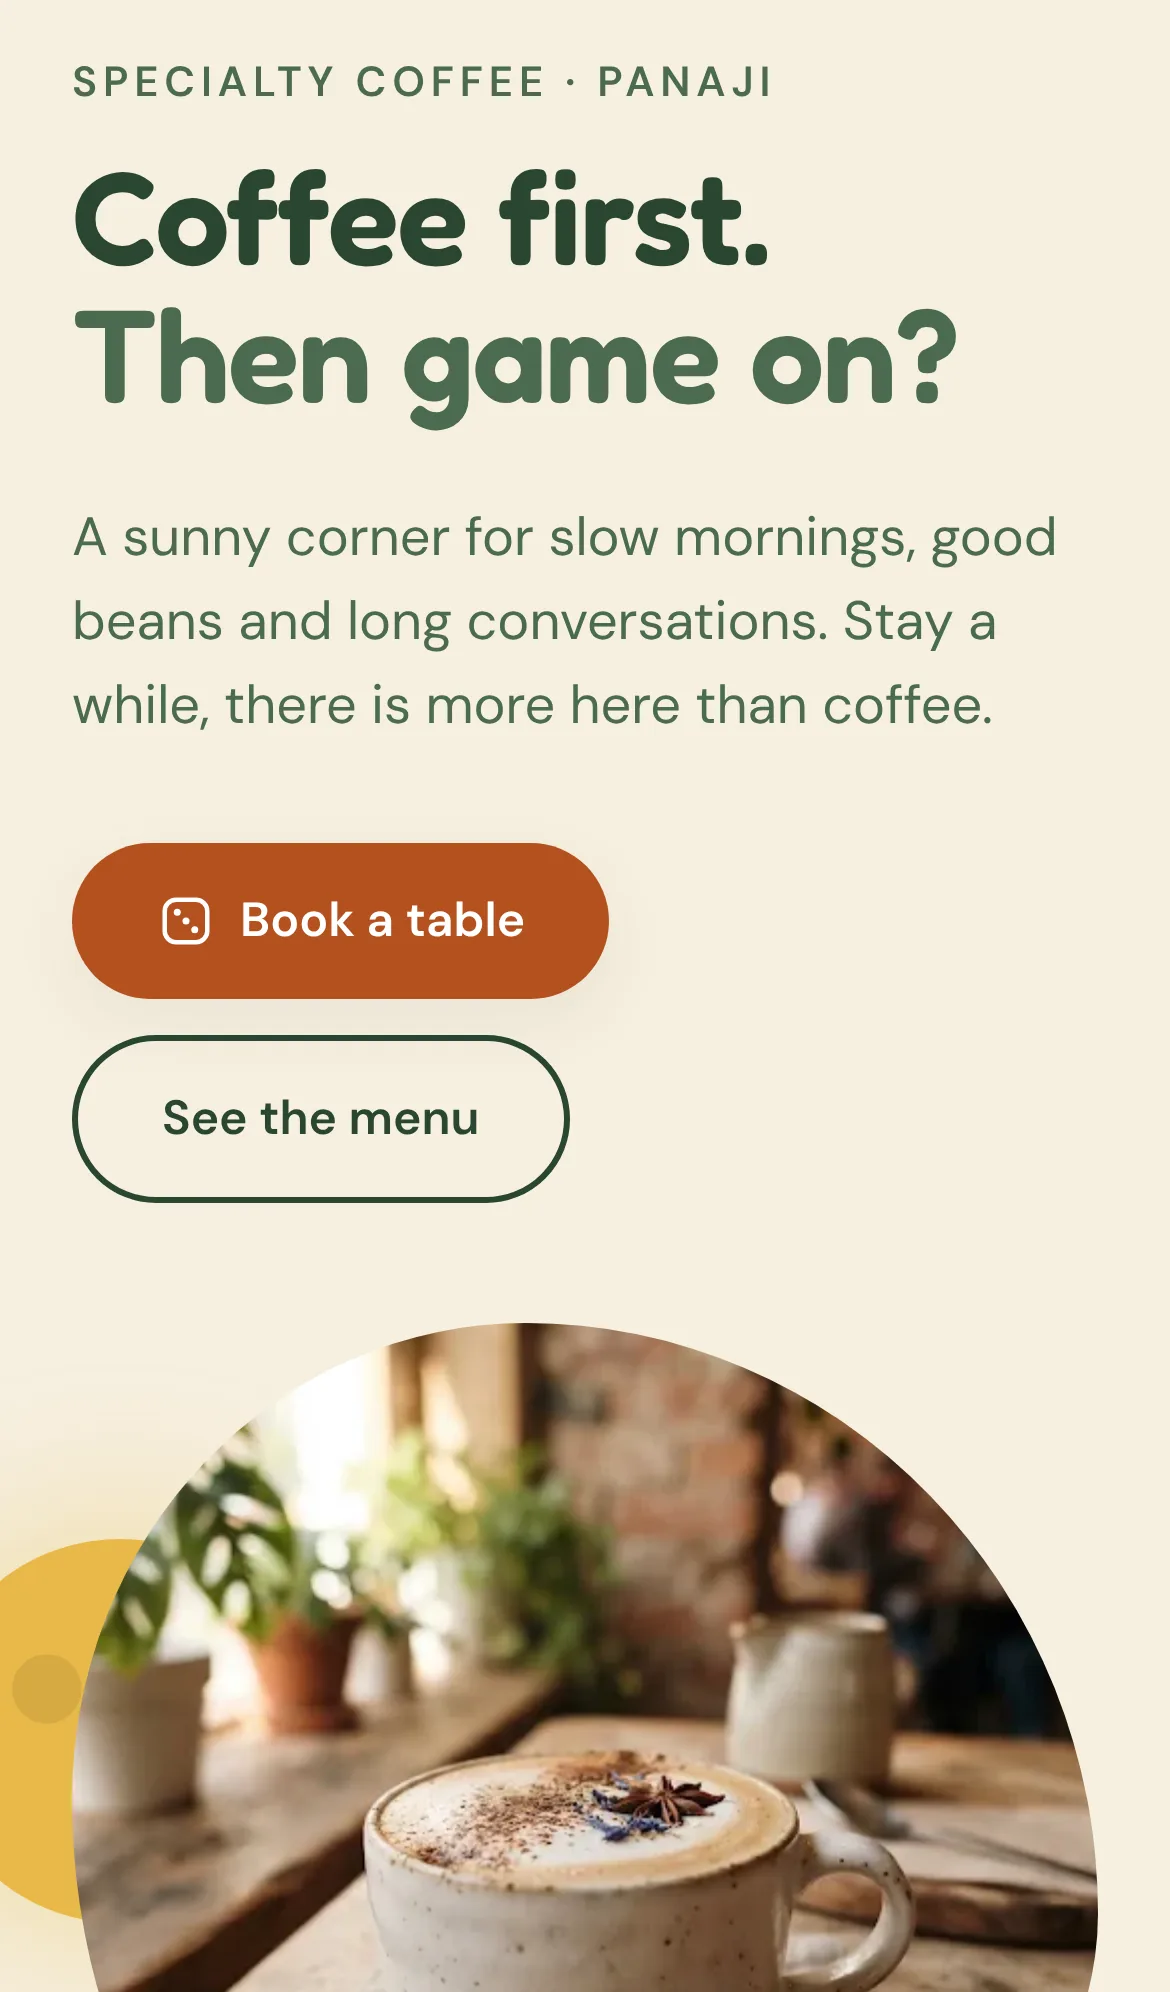 SPECIALTY COFFEE · PANAJI
Coffee first.
Then game on?
A sunny corner for slow mornings, good
beans and long conversations. Stay a
while, there is more here than coffee.
Book a table
See the menu